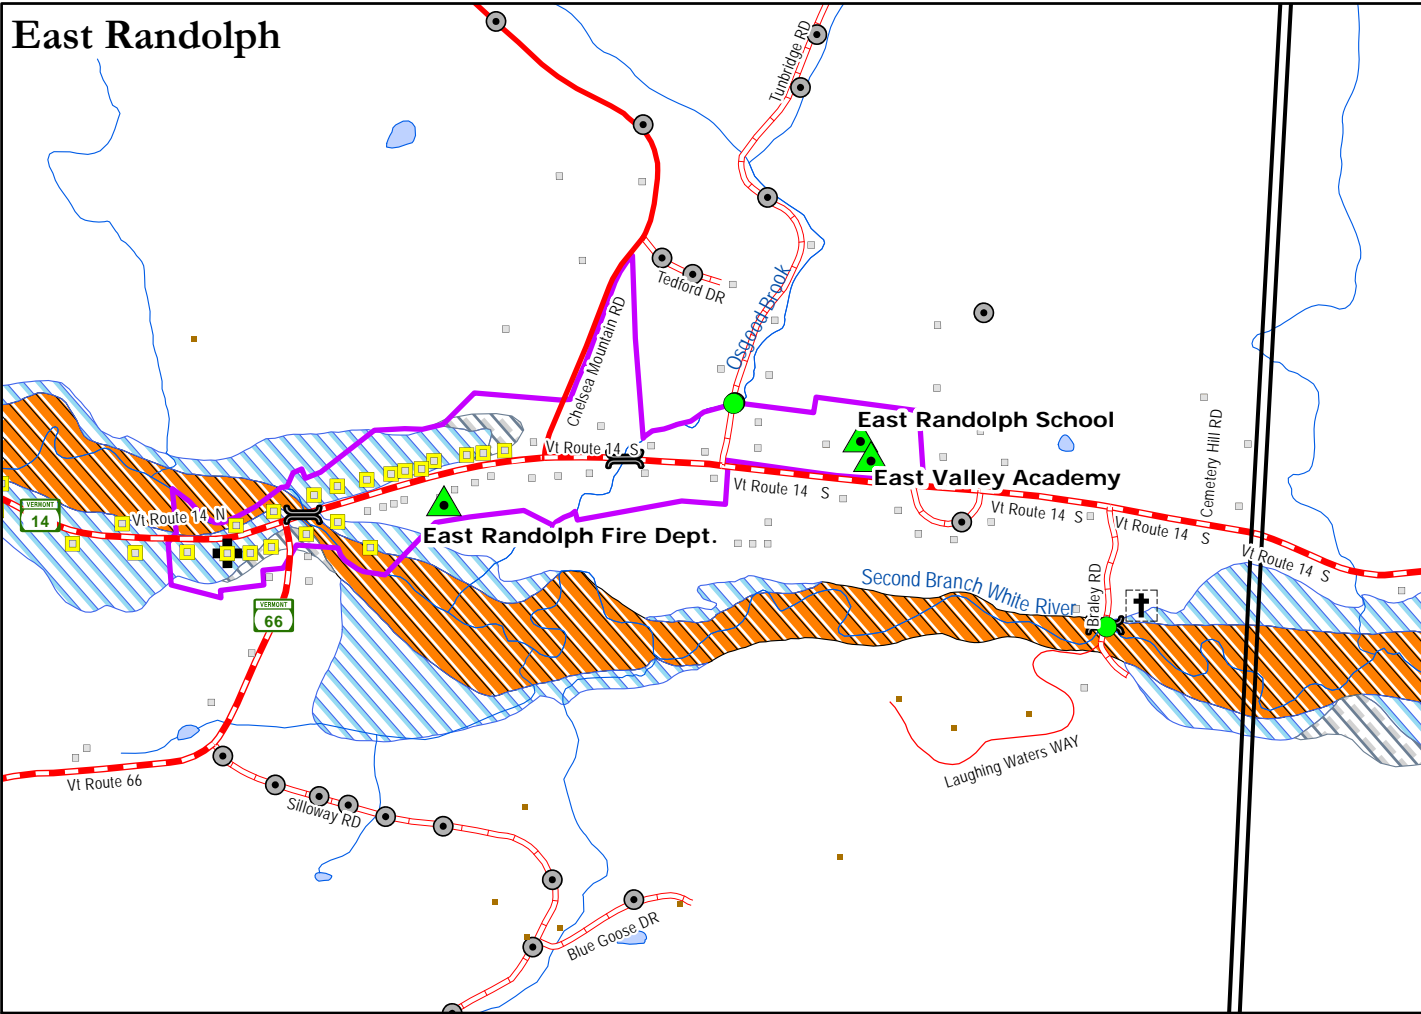 East Randolph
Tunbridge RD
Tedford DR
Osgood Brook
Chelsea Mountain RD
East Randolph School
Cemetery Hill RD
Vt Route 14 S
East Valley Academy
Vt Route 14 S
VERMONT
14
Vt Route 14 N
Vt Route 14 S
Vt Route 14 S
East Randolph Fire Dept.
Vt Route 14 S
Second Branch White River
Braley RD
VERMONT
66
Laughing Waters WAY
Vt Route 66
Silloway RD
Blue Goose DR